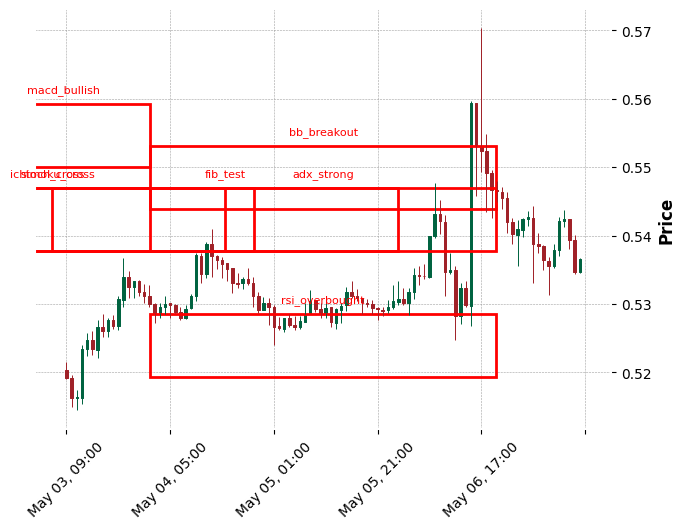 0.57
macd_bullish
0.56
bb_breakout
0.55
stoch_cross
fib_test
adx_strong
0.54
Price
rsi_overbought
0.53
0.52
May 03, 09:00
May 04, 05:00
May 05, 01:00
May 05, 21:00
May 06, 17:00